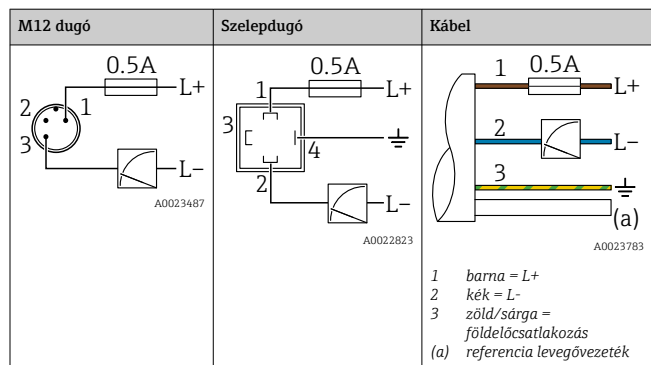 M12 dugó
Szelepdugó
Kábel
0.5A
L+
1
2
3
L–
A0023487
0.5A
1
L+
3
4
2
L–
A0022823
1
0.5A
L+
2
L–
3
(a)
A0023783
1 barna = L+
2 kék = L-
3 zöld/sárga =
földelőcsatlakozás
(a) referencia levegővezeték